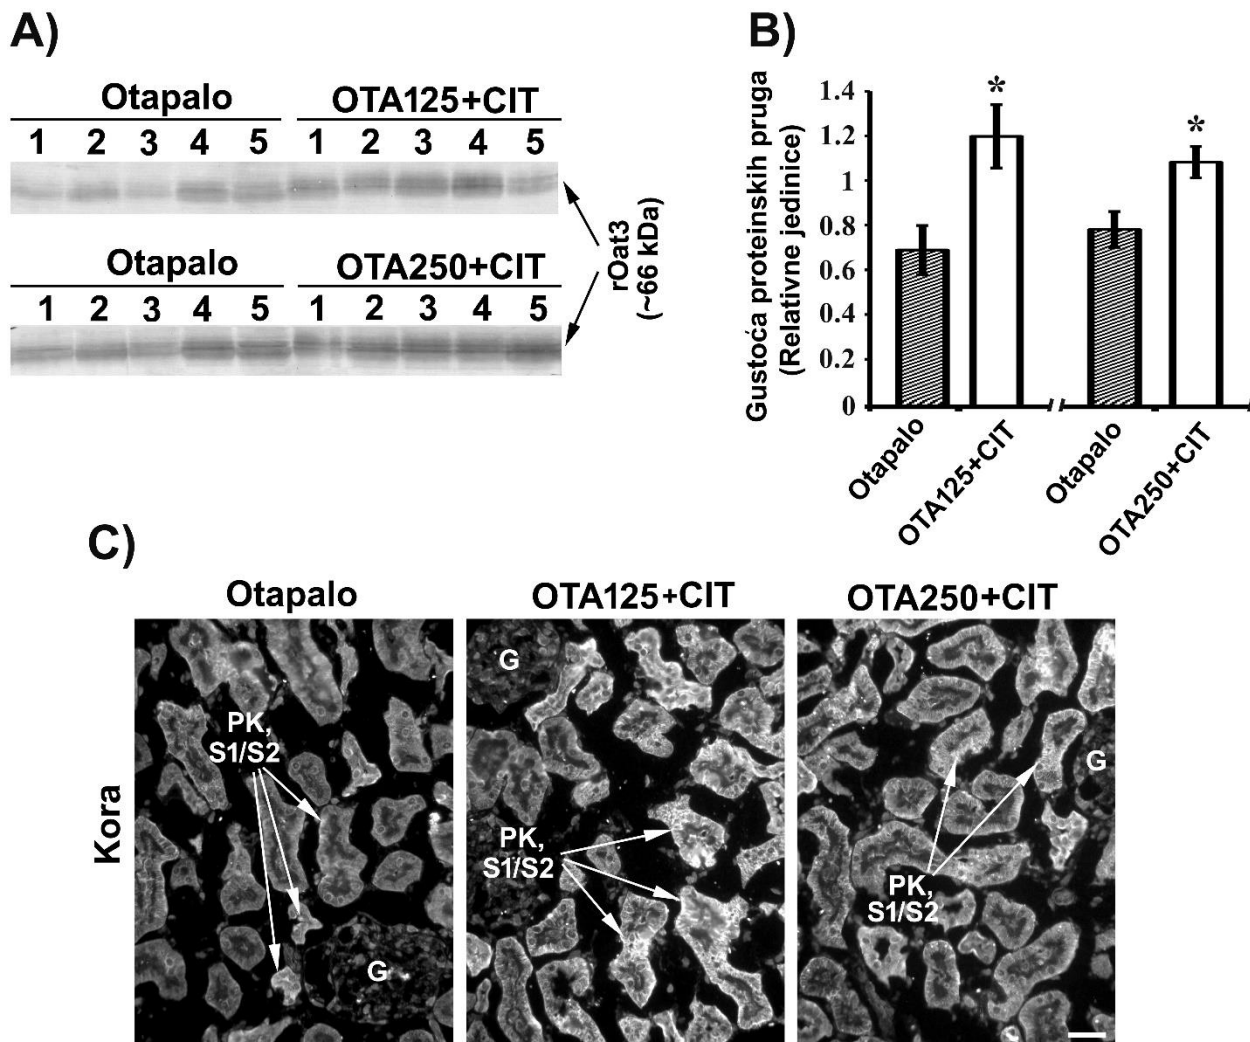 A)
Otapalo OTA125+CIT
1 2 3 4 5 1 2 3 4 5
Otapalo OTA250+CIT
1 2 3 4 5 1 2 3 4 5
rOat3
(~66 kDa)
B)
Gustoća proteinskih pruga
(Relativne jedinice)
1.4
1.2
1
0.8
0.6
0.4
0.2
0
*
*
Otapalo
OTA125+CIT
Otapalo
OTA250+CIT
C)
Otapalo OTA125+CIT OTA250+CIT
Kora
PK,
S1/S2
G
G
PK,
S1/S2
G
PK,
S1/S2